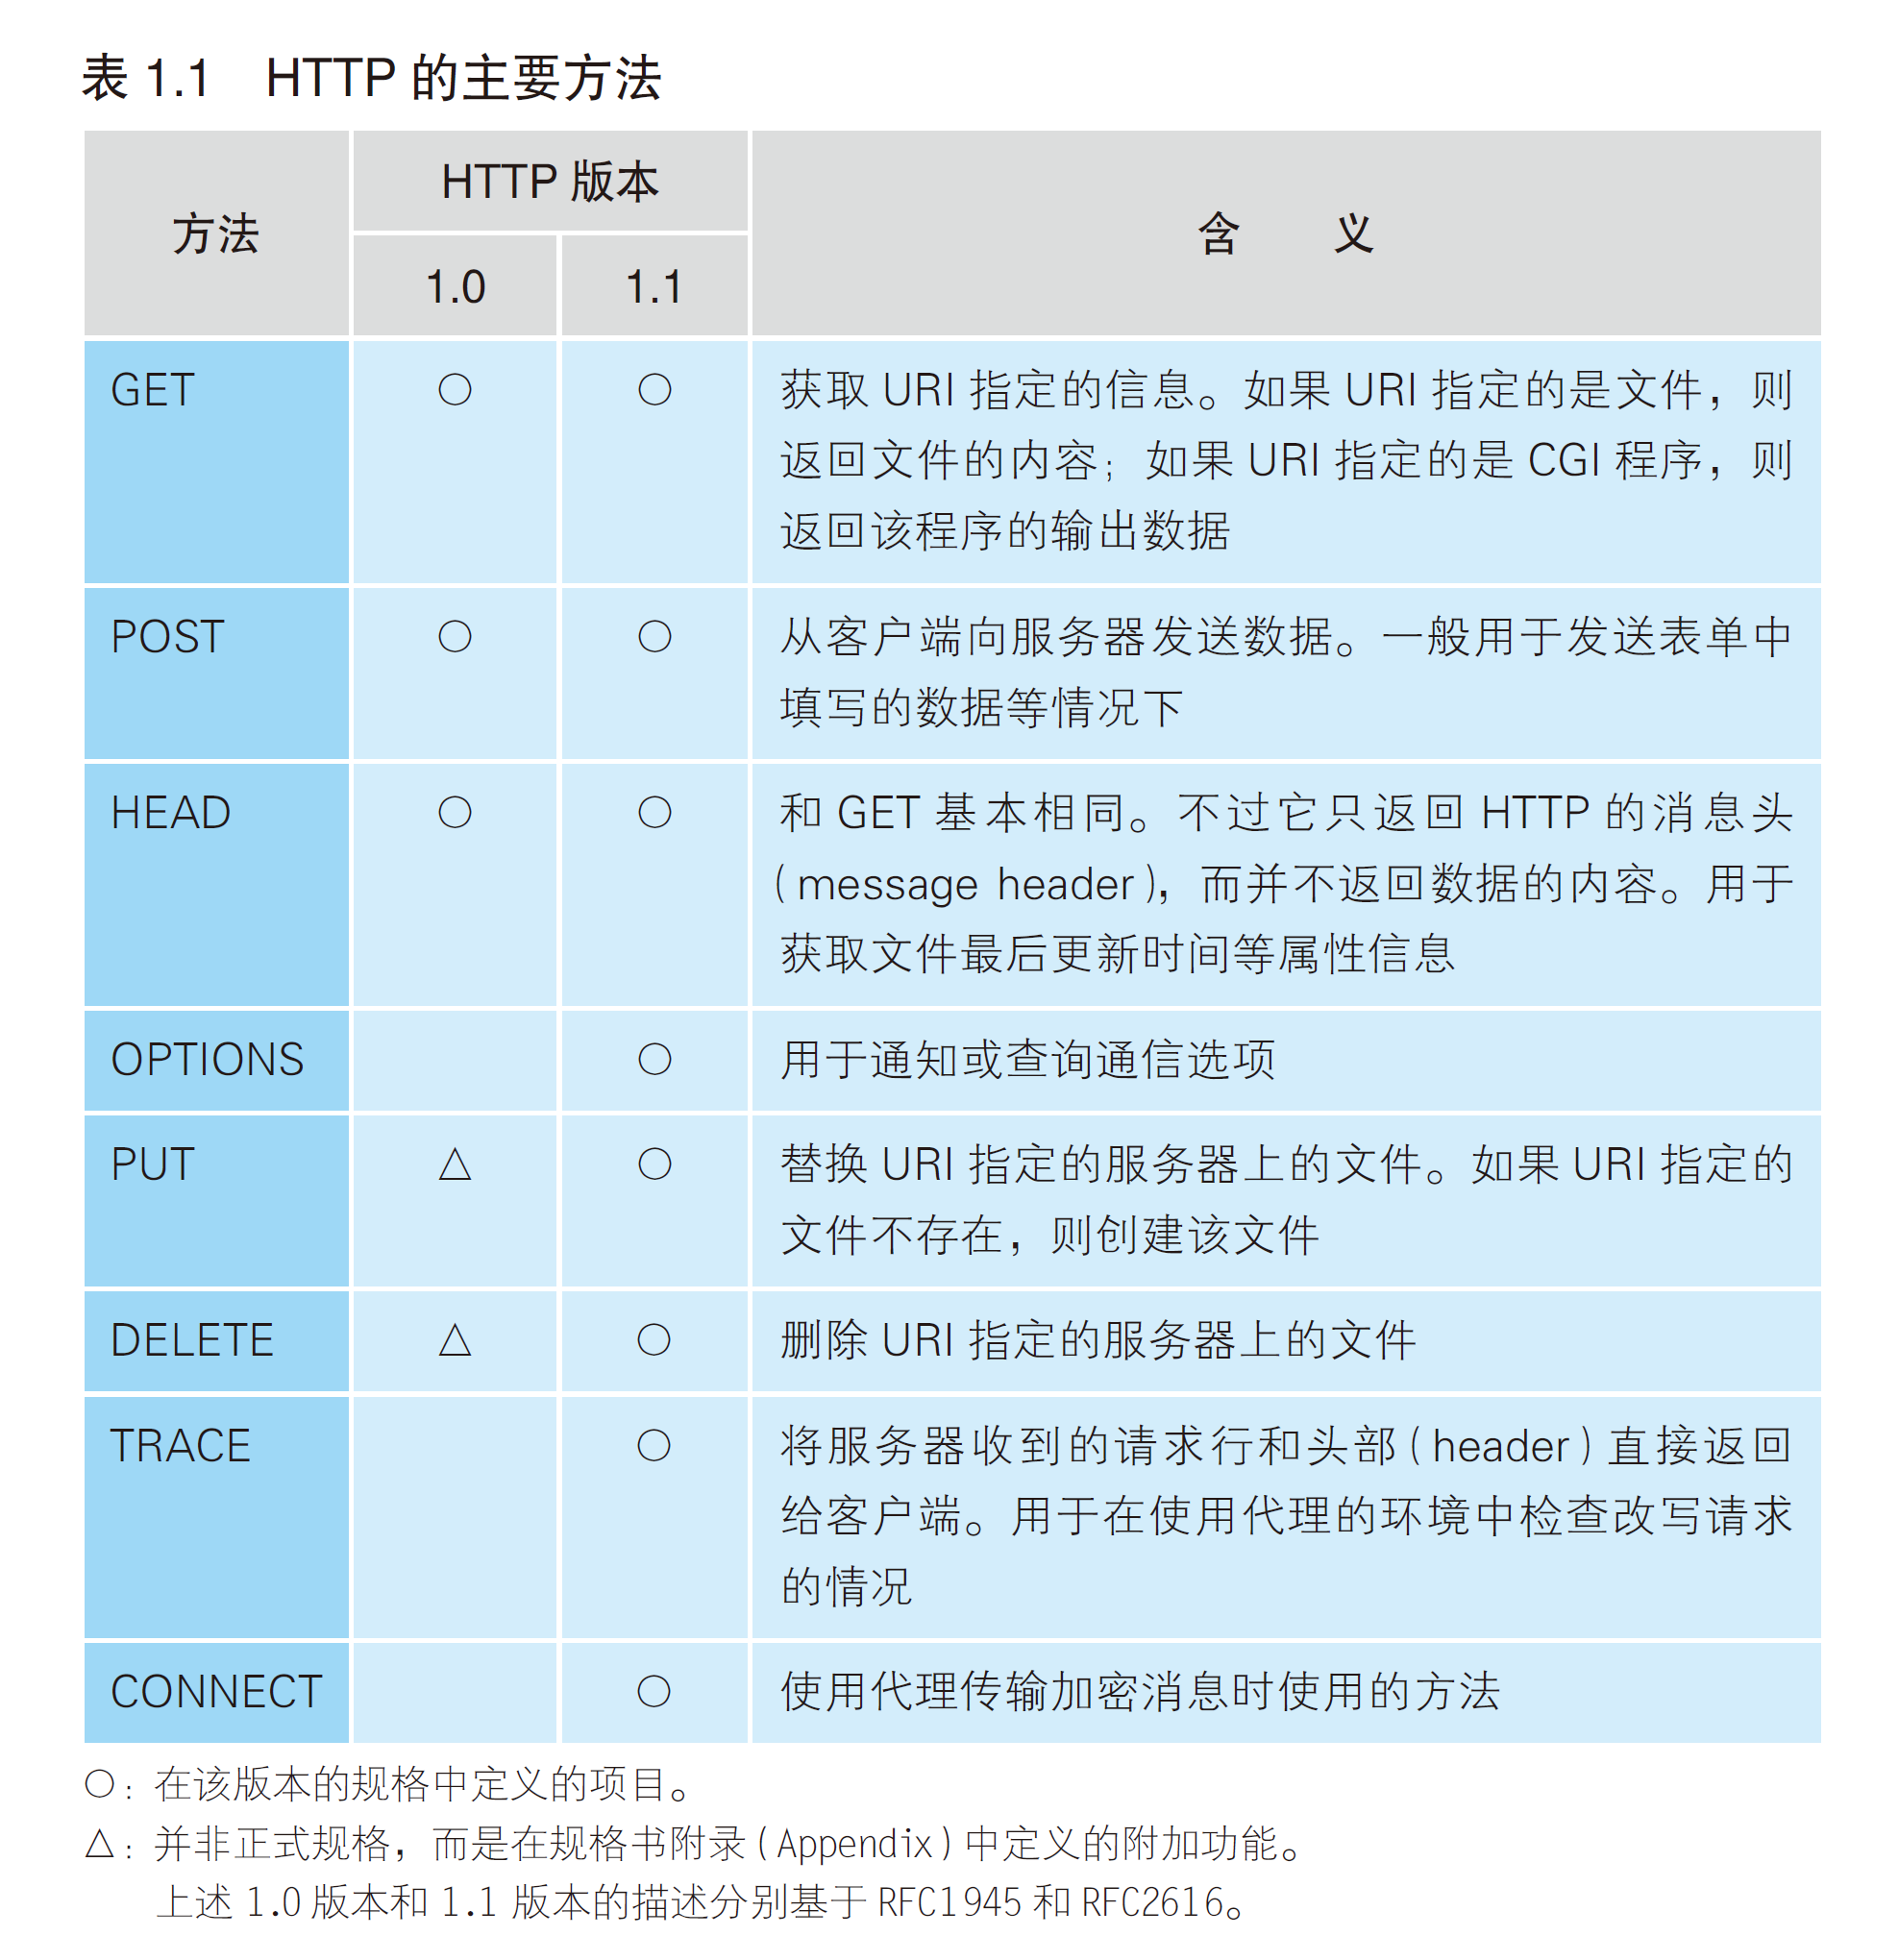 表 1.1 HTTP 的主要方法
方法
HTTP 版本
含 义
1.0
1.1
GET ○ ○ 获取 URI 指定的信息。如果 URI 指定的是文件，则
返回文件的内容；如果 URI 指定的是 CGI 程序，则
返回该程序的输出数据
POST ○ ○ 从客户端向服务器发送数据。一般用于发送表单中
填写的数据等情况下
HEAD ○ ○ 和 GET 基本相同。不过它只返回 HTTP 的消息头
(message header)，而并不返回数据的内容。用于
获取文件最后更新时间等属性信息
OPTIONS ○ 用于通知或查询通信选项
PUT △ ○ 替换 URI 指定的服务器上的文件。如果 URI 指定的
文件不存在，则创建该文件
DELETE △ ○ 删除 URI 指定的服务器上的文件
TRACE ○ 将服务器收到的请求行和头部(header)直接返回
给客户端。用于在使用代理的环境中检查改写请求
的情况
CONNECT ○ 使用代理传输加密消息时使用的方法
○：在该版本的规格中定义的项目。
△：并非正式规格，而是在规格书附录(Appendix)中定义的附加功能。
上述 1.0 版本和 1.1 版本的描述分别基于 RFC1945 和 RFC2616。